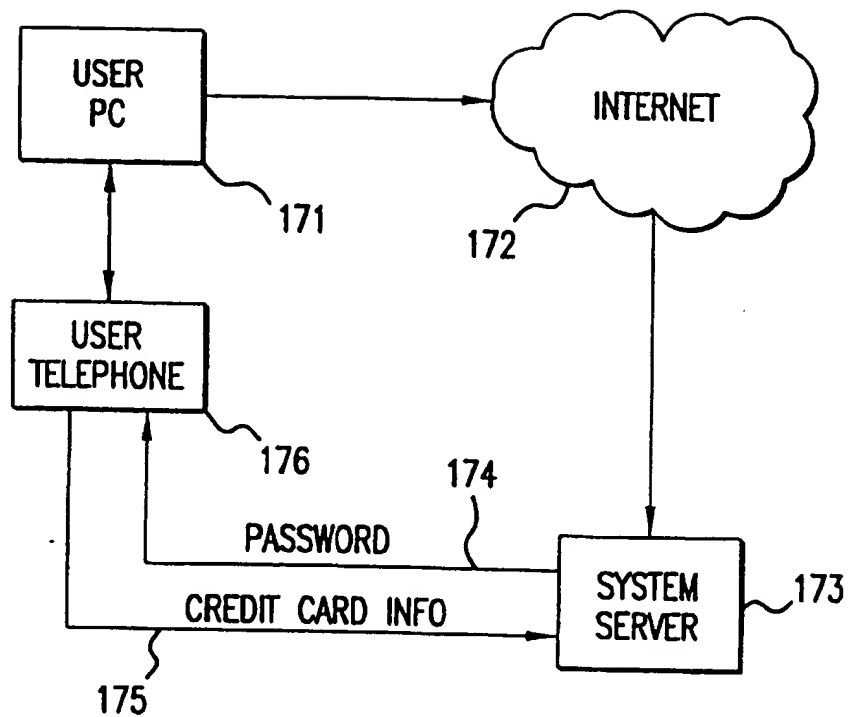 USER
PC
INTERNET
171
172
USER
TELEPHONE
176
174
PASSWORD
SYSTEM
SERVER
173
CREDIT CARD INFO
175